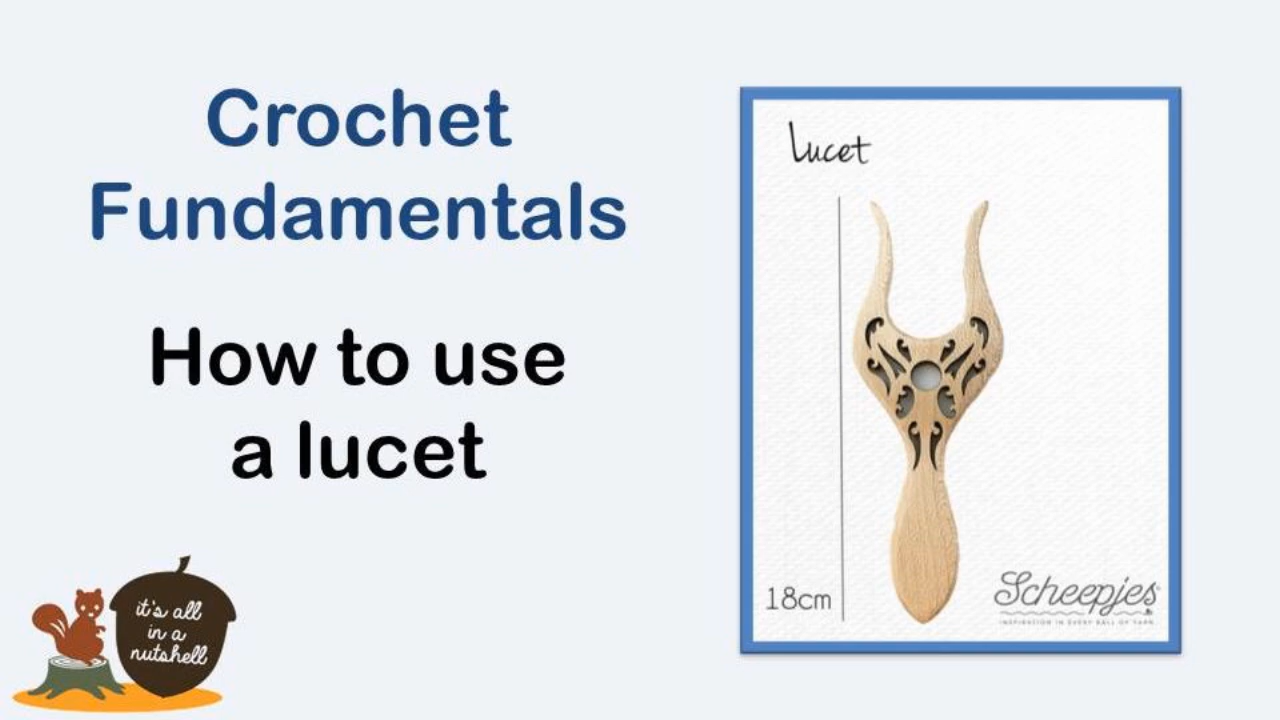 Crochet
Fundamentals
How to use
a lucet
Lucet
18cm
Scheepjes
INSPIRATION IN EVERY BALL OF YARN
it's all
in a
nutshell